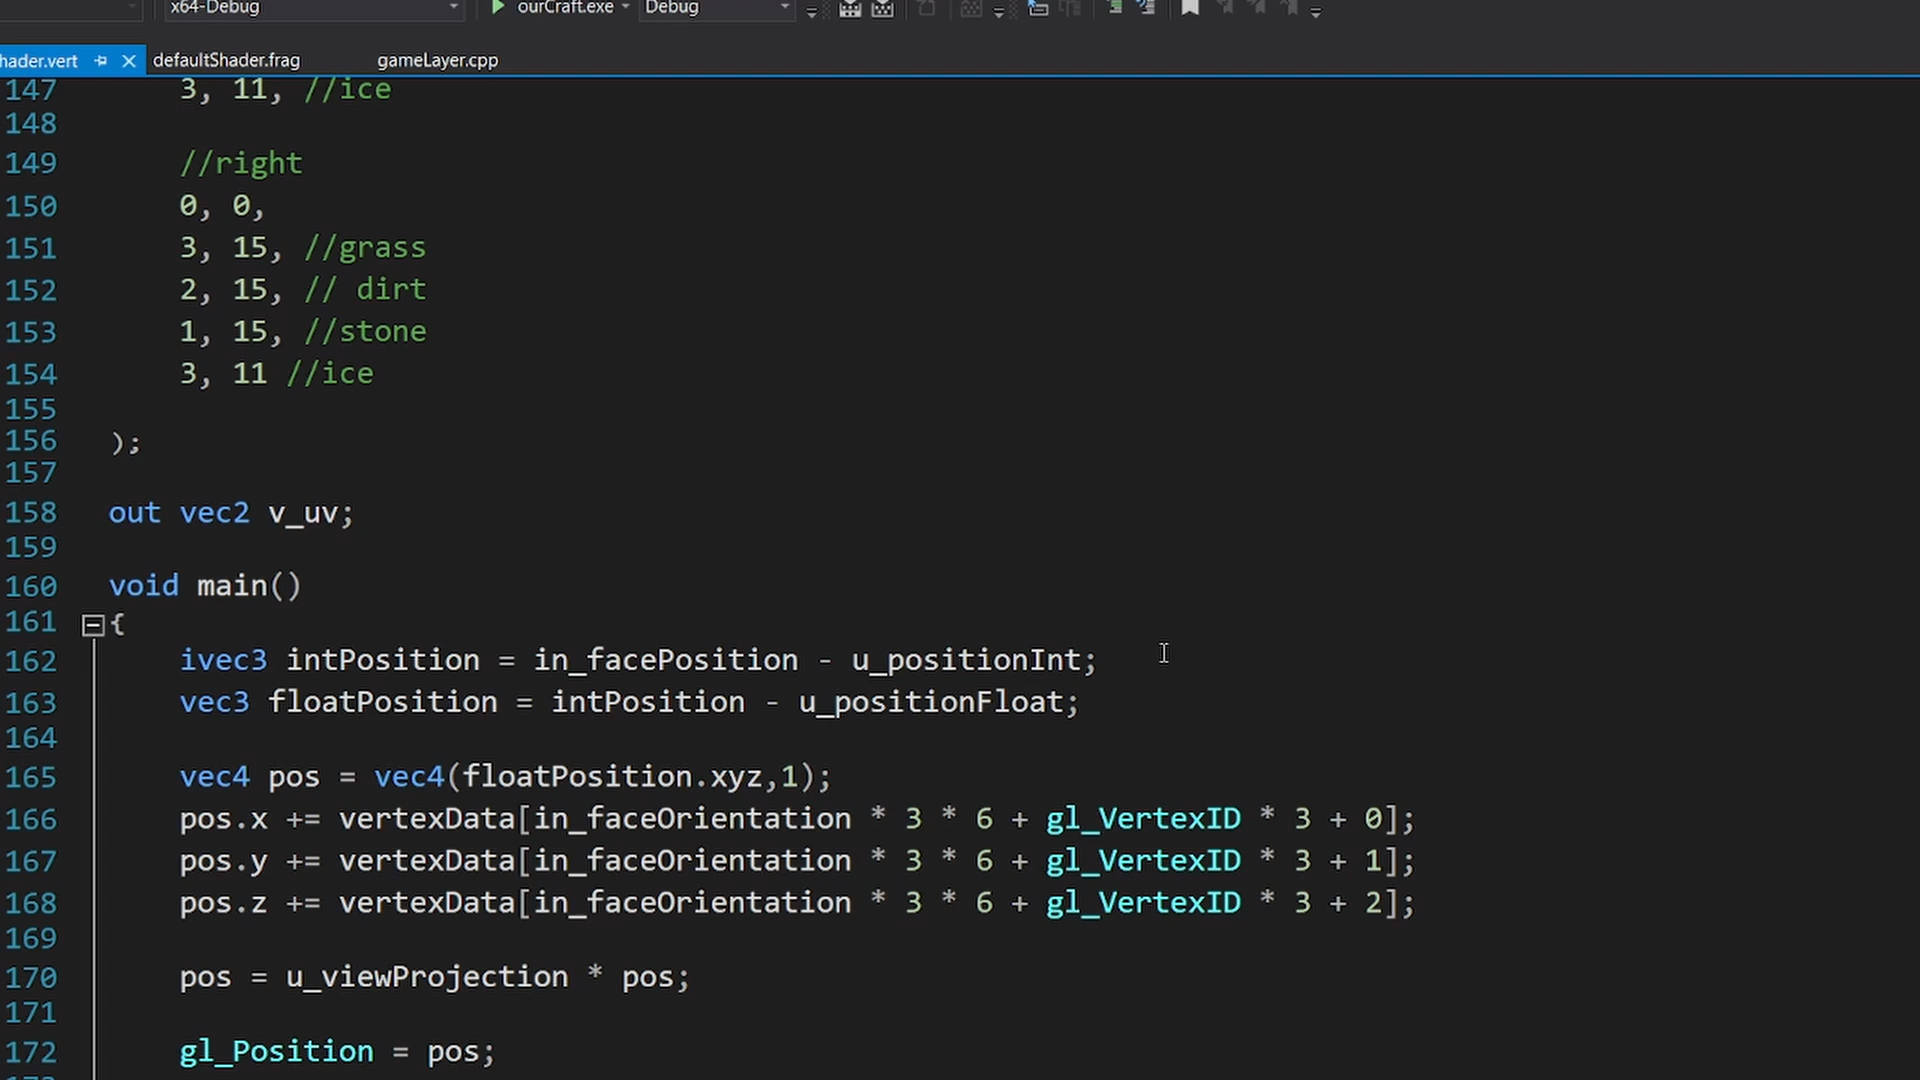 x64-Debug ourCraft.exe Debug
hader.vert defaultShader.frag gameLayer.cpp
147 3, 11, //ice
148
149 //right
150 0, 0,
151 3, 15, //grass
152 2, 15, // dirt
153 1, 15, //stone
154 3, 11 //ice
155
156 );
157
158 out vec2 v_uv;
159
160 void main()
161 {
162 ivec3 intPosition = in_facePosition - u_positionInt;
163 vec3 floatPosition = intPosition - u_positionFloat;
164
165 vec4 pos = vec4(floatPosition.xyz,1);
166 pos.x += vertexData[in_faceOrientation * 3 * 6 + gl_VertexID * 3 + 0];
167 pos.y += vertexData[in_faceOrientation * 3 * 6 + gl_VertexID * 3 + 1];
168 pos.z += vertexData[in_faceOrientation * 3 * 6 + gl_VertexID * 3 + 2];
169
170 pos = u_viewProjection * pos;
171
172 gl_Position = pos;